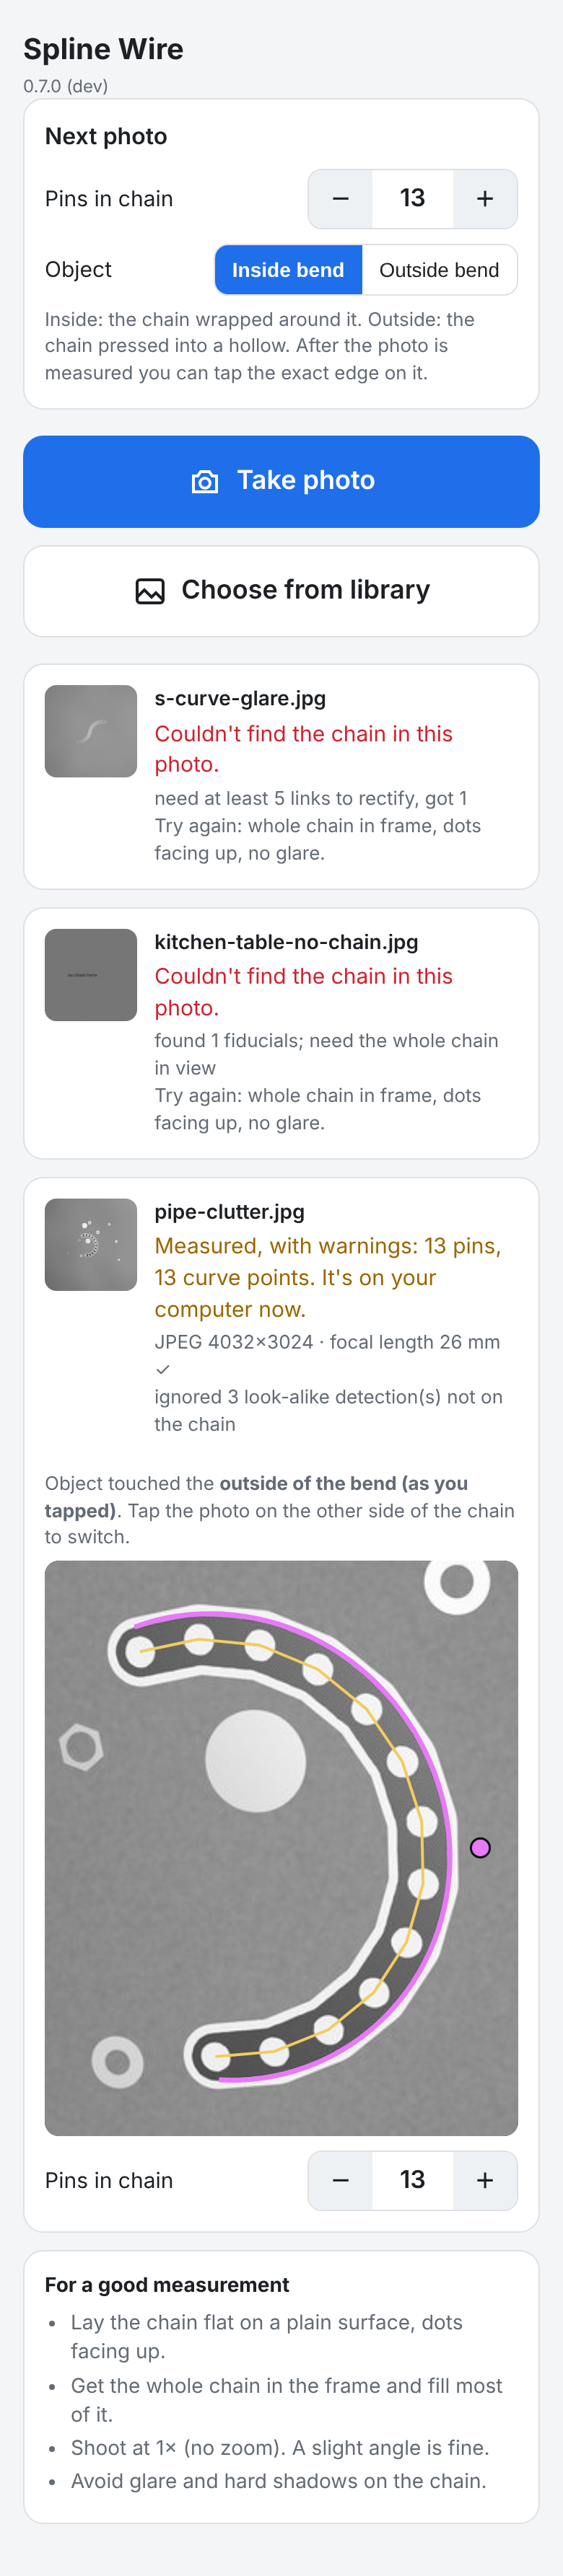 Spline Wire
0.7.0 (dev)
Next photo
Pins in chain
−
13
+
Object
Inside bend
Outside bend
Inside: the chain wrapped around it. Outside: the
chain pressed into a hollow. After the photo is
measured you can tap the exact edge on it.
Take photo
Choose from library
s-curve-glare.jpg
Couldn't find the chain in this
photo.
need at least 5 links to rectify, got 1
Try again: whole chain in frame, dots
facing up, no glare.
kitchen-table-no-chain.jpg
no chain here
Couldn't find the chain in this
photo.
found 1 fiducials; need the whole chain
in view
Try again: whole chain in frame, dots
facing up, no glare.
pipe-clutter.jpg
Measured, with warnings: 13 pins,
13 curve points. It's on your
computer now.
JPEG 4032×3024 · focal length 26 mm
✓
ignored 3 look-alike detection(s) not on
the chain
Object touched the outside of the bend (as you
tapped). Tap the photo on the other side of the chain
to switch.
Pins in chain
−
13
+
For a good measurement
• Lay the chain flat on a plain surface, dots
facing up.
• Get the whole chain in the frame and fill most
of it.
• Shoot at 1× (no zoom). A slight angle is fine.
• Avoid glare and hard shadows on the chain.